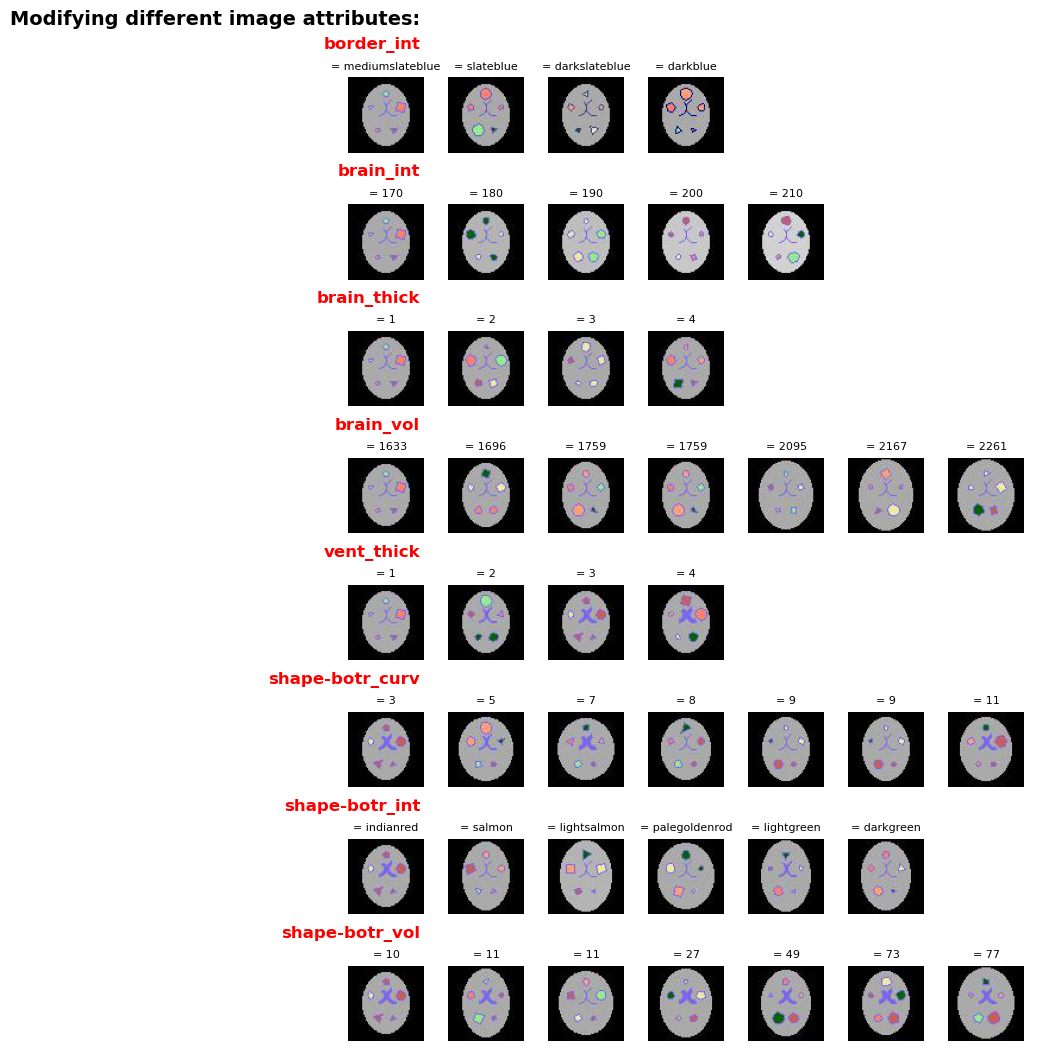 Modifying different image attributes:
border_int
= mediumslateblue = slateblue = darkslateblue = darkblue
brain_int
= 170 = 180 = 190 = 200 = 210
brain_thick
= 1 = 2 = 3 = 4
brain_vol
= 1633 = 1696 = 1759 = 1759 = 2095 = 2167 = 2261
vent_thick
= 1 = 2 = 3 = 4
shape-botr_curv
= 3 = 5 = 7 = 8 = 9 = 9 = 11
shape-botr_int
= indianred = salmon = lightsalmon = palegoldenrod = lightgreen = darkgreen
shape-botr_vol
= 10 = 11 = 11 = 27 = 49 = 73 = 77